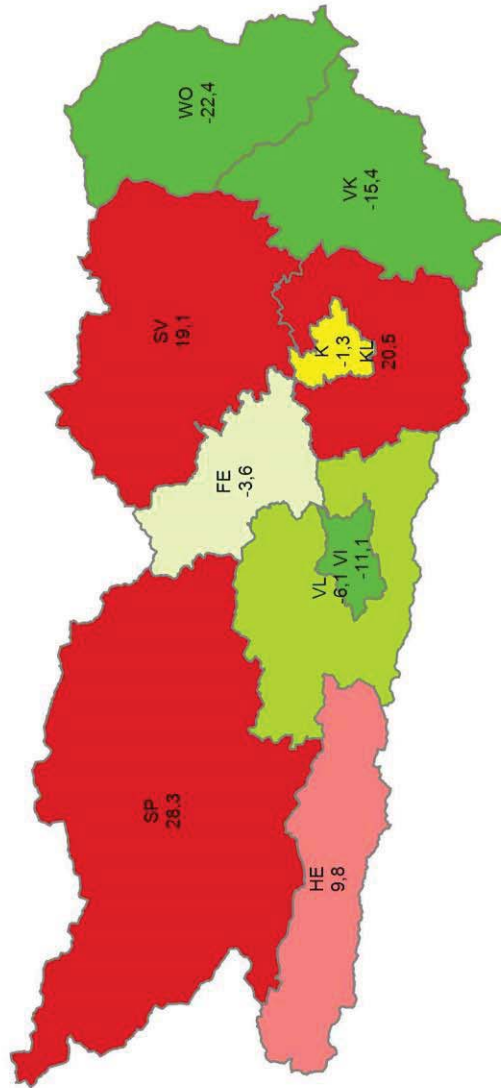 SP
28,3
HE
9,8
FE
-3,6
VL
-6,1
VI
-11,1
SV
19,1
K
-1,3
KL
20,5
WO
-22,4
VK
-15,4